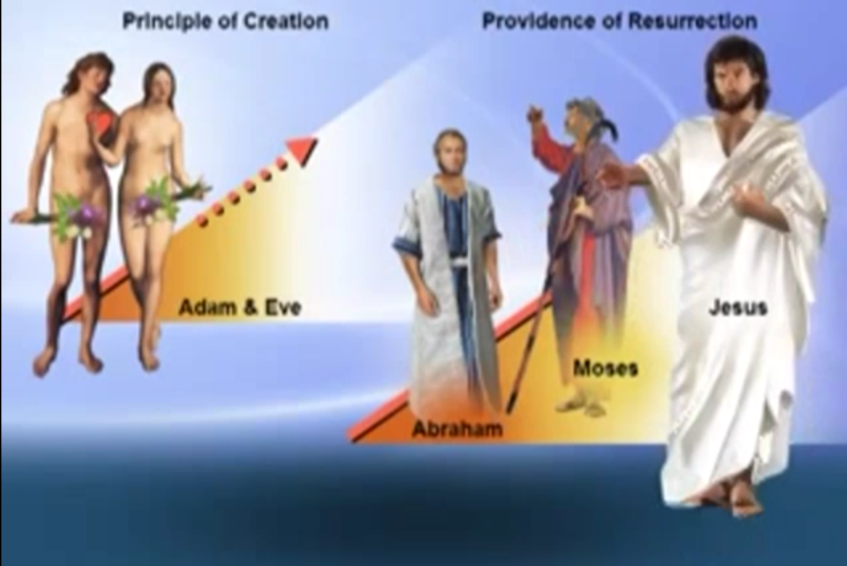 Principle of Creation
Providence of Resurrection
Adam & Eve
Jesus
Moses
Abraham